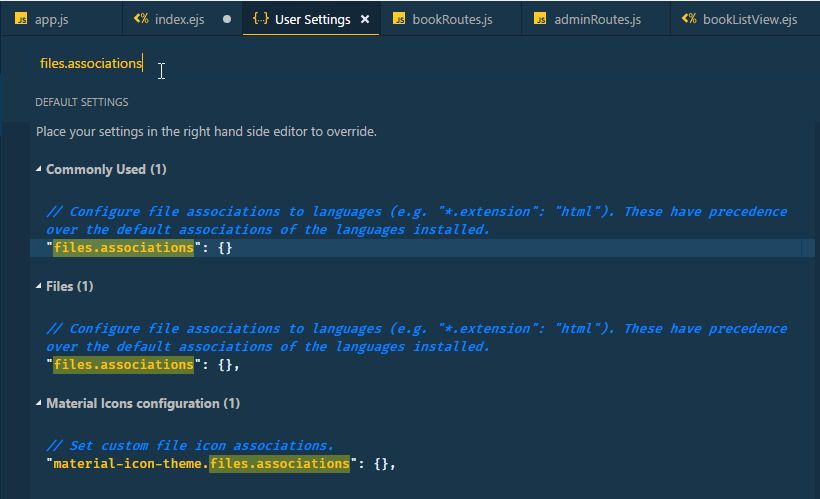 JS app.js <% index.ejs {..} User Settings JS bookRoutes.js JS adminRoutes.js <% bookListView.ejs
files.associations
DEFAULT SETTINGS
Place your settings in the right hand side editor to override.
Commonly Used (1)
// Configure file associations to languages (e.g. "*.extension": "html"). These have precedence
over the default associations of the languages installed.
"files.associations": {}
Files (1)
// Configure file associations to languages (e.g. "*.extension": "html"). These have precedence
over the default associations of the languages installed.
"files.associations": {},
Material Icons configuration (1)
// Set custom file icon associations.
"material-icon-theme.files.associations": {},